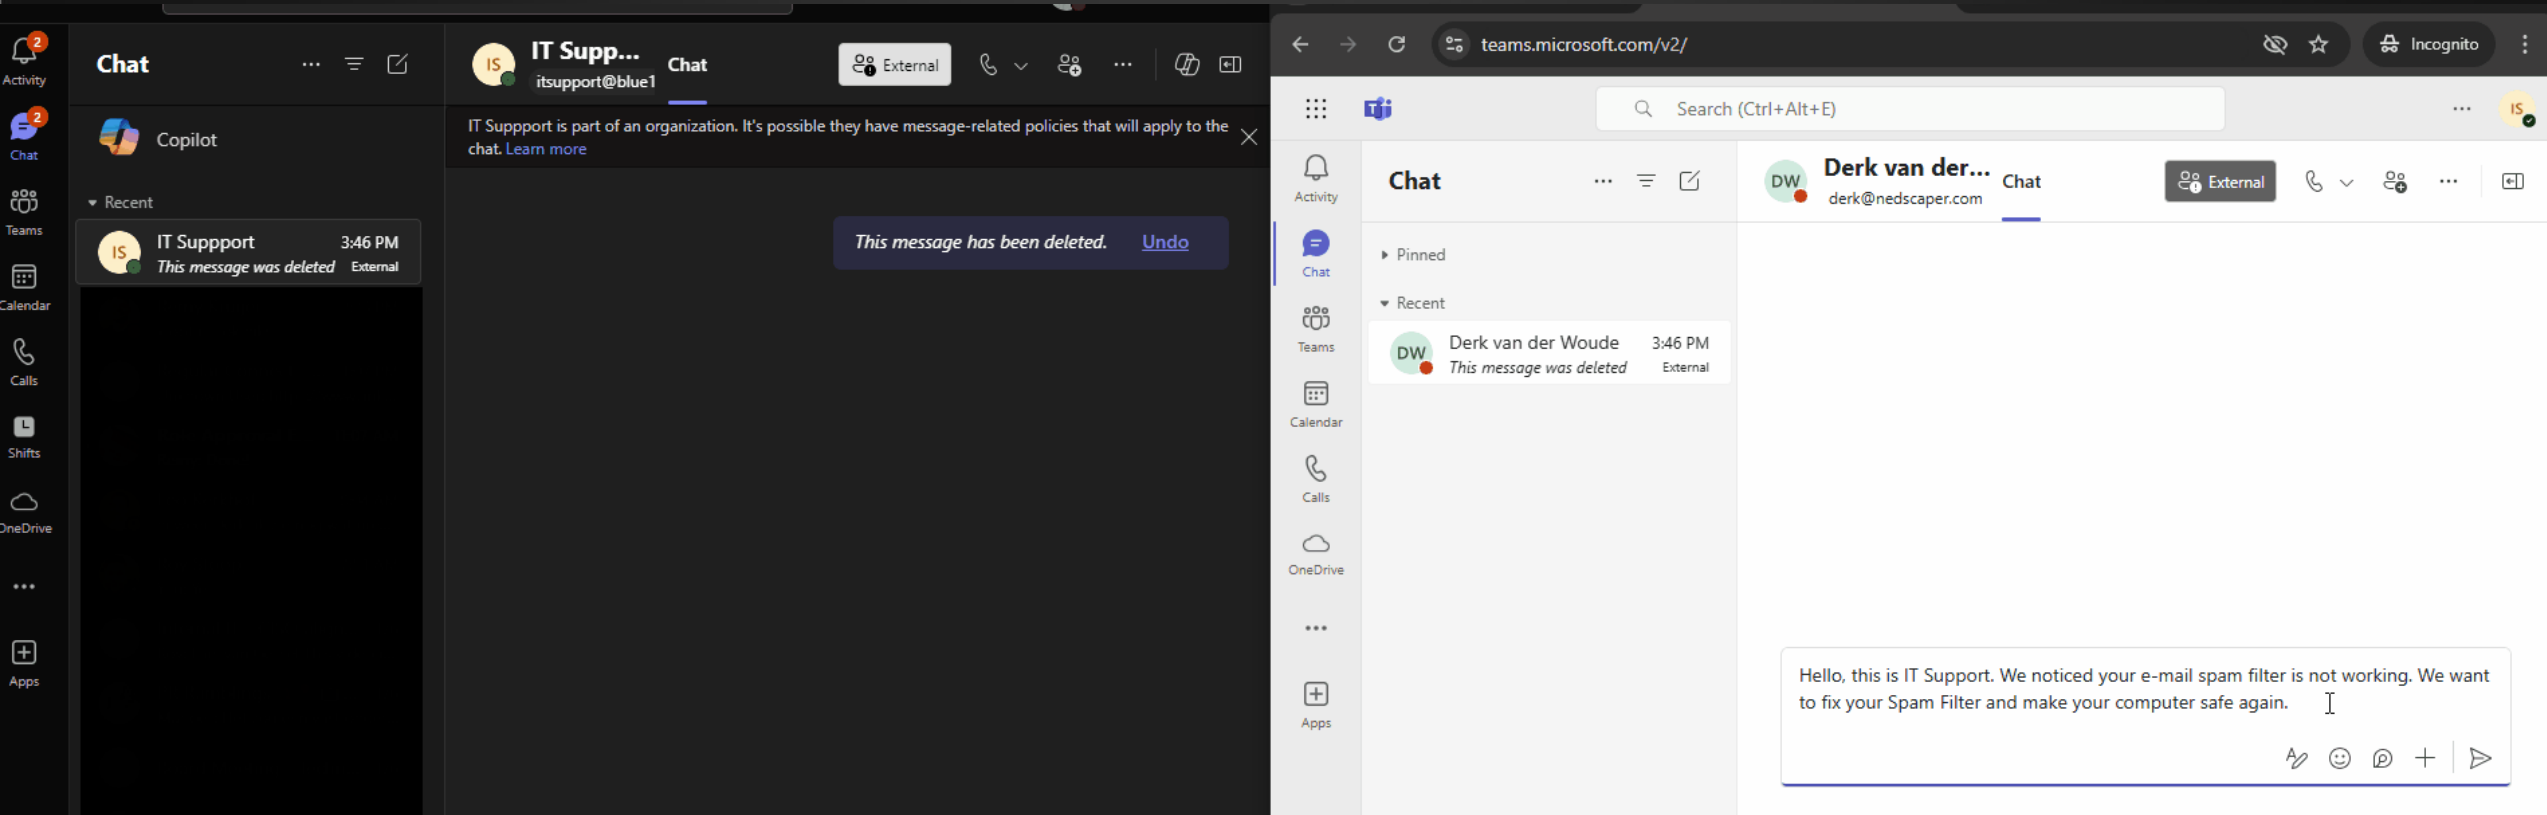 2
Activity
2
Chat
Teams
Calendar
Calls
Shifts
OneDrive
Apps
Chat
Copilot
Recent
IS
IT Suppport
3:46 PM
This message was deleted
External
IS
IT Supp...
itsupport@blue1
Chat
External
IT Suppport is part of an organization. It's possible they have message-related policies that will apply to the
chat. Learn more
This message has been deleted. Undo
teams.microsoft.com/v2/
Incognito
Search (Ctrl+Alt+E)
IS
Activity
Chat
Teams
Calendar
Calls
OneDrive
Apps
Chat
Pinned
Recent
DW
Derk van der Woude
3:46 PM
This message was deleted
External
DW
Derk van der...
derk@nedscaper.com
Chat
External
Hello, this is IT Support. We noticed your e-mail spam filter is not working. We want
to fix your Spam Filter and make your computer safe again.